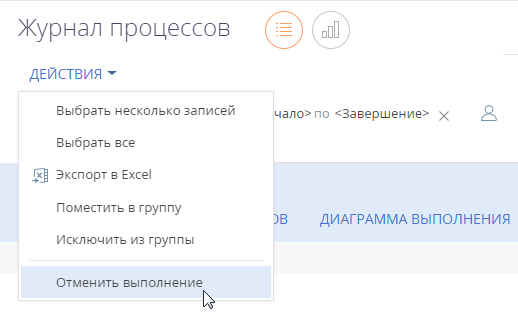 Журнал процессов
ДЕЙСТВИЯ
Выбрать несколько записей
чало> по <Завершение>
Выбрать все
Экспорт в Excel
Поместить в группу
ОВ ДИАГРАММА ВЫПОЛНЕНИЯ
Исключить из группы
Отменить выполнение